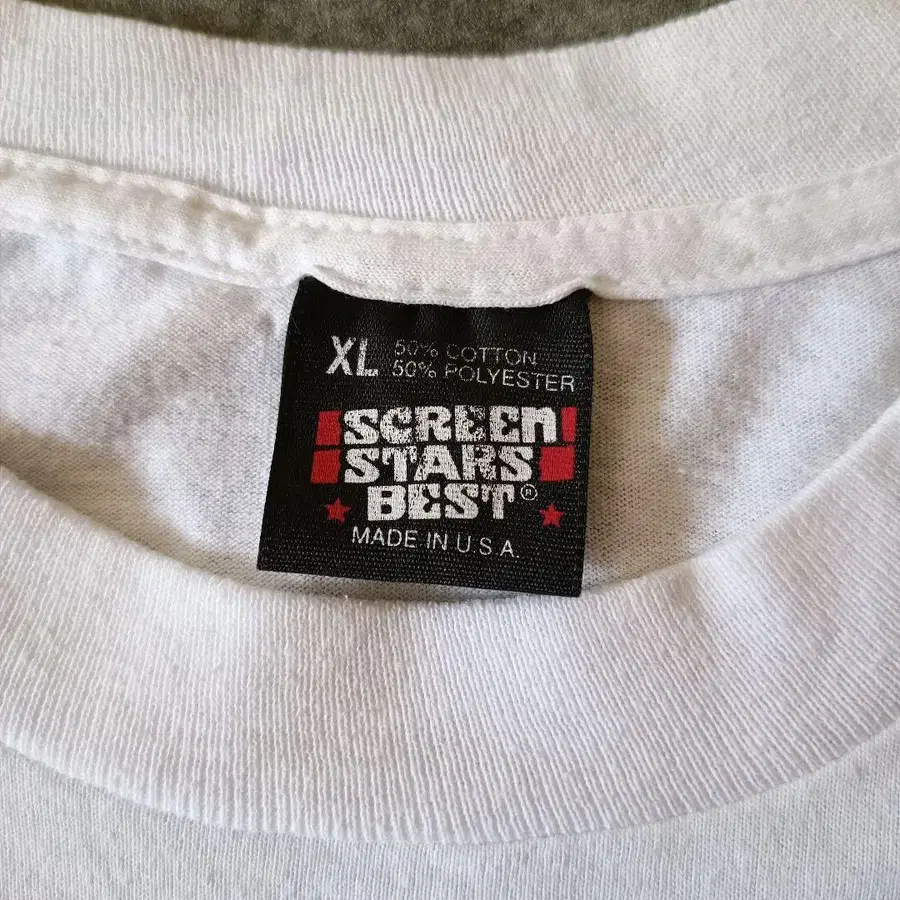 XL 50% COTTON
50% POLYESTER
SCREEN
STARS
BEST®
MADE IN U.S.A.